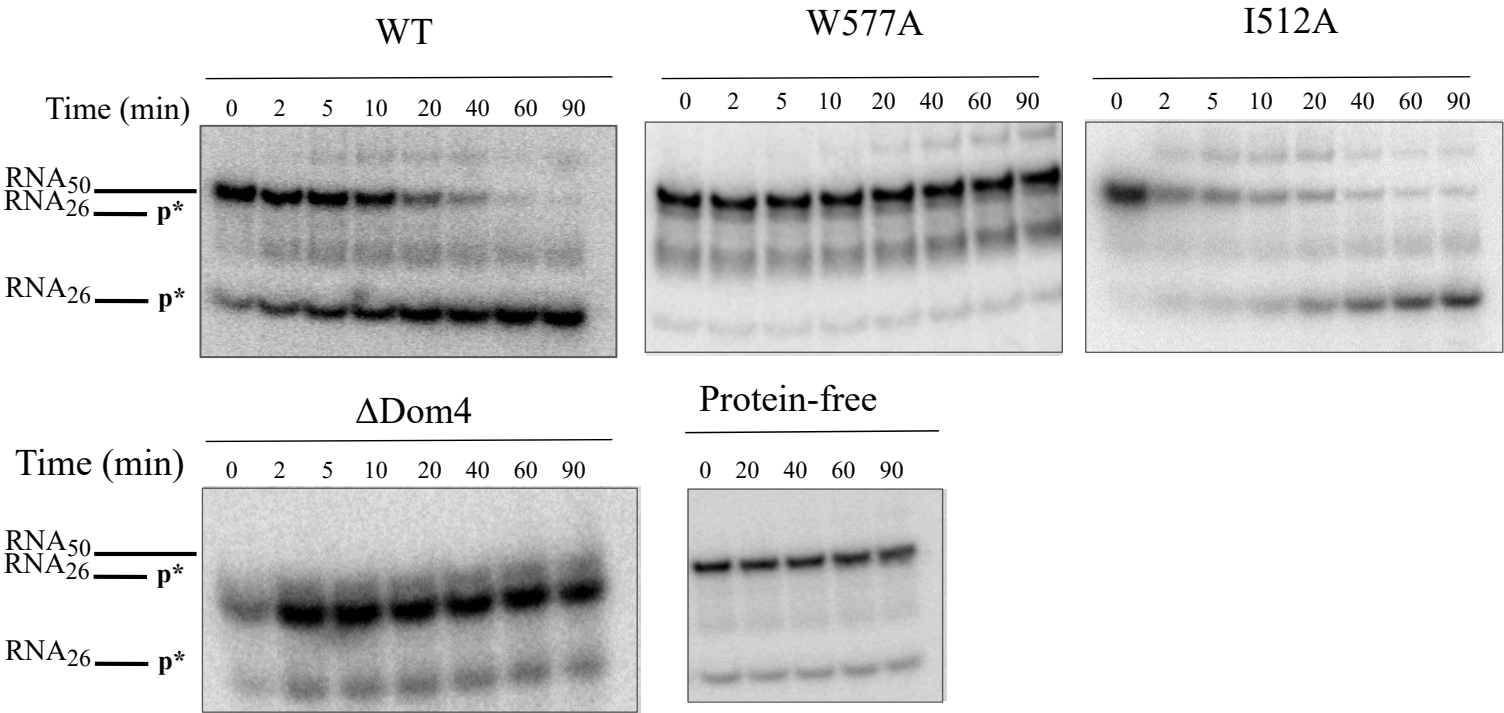 WT
W577A
I512A
Time (min) 0 2 5 10 20 40 60 90
0 2 5 10 20 40 60 90
0 2 5 10 20 40 60 90
RNA50
RNA26 p*
RNA26 p*
ΔDom4
Protein-free
Time (min) 0 2 5 10 20 40 60 90
0 20 40 60 90
RNA50
RNA26 p*
RNA26 p*